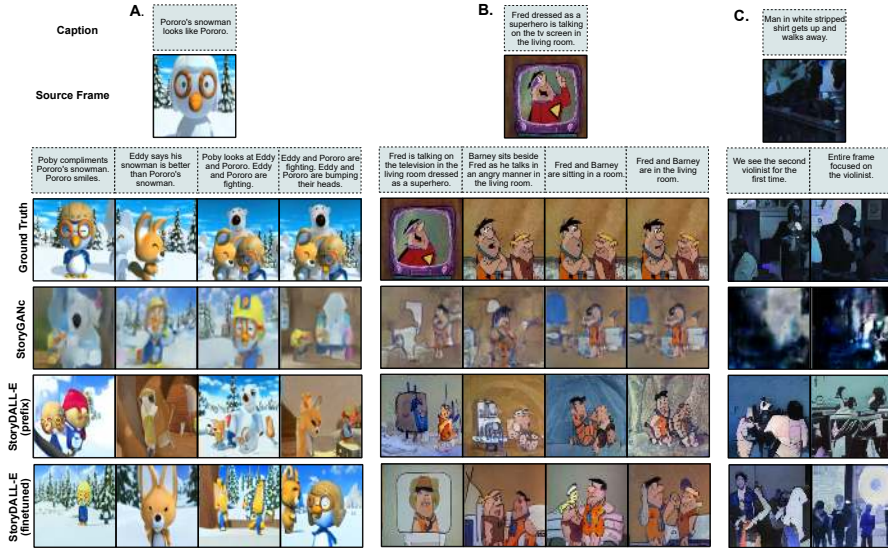 A.
B.
C.
Caption
Pororo's snowman
looks like Pororo.
Fred dressed as a
superhero is talking
on the tv screen in
the living room.
Man in white stripped
shirt gets up and
walks away.
Source Frame
Poby compliments
Pororo's snowman.
Pororo smiles.
Eddy says his
snowman is better
than Pororo's
snowman.
Poby looks at Eddy
and Pororo. Eddy
and Pororo are
fighting.
Eddy and Pororo are
fighting. Eddy and
Pororo are bumping
their heads.
Fred is talking on
the television in the
living room dressed
as a superhero.
Barney sits beside
Fred as he talks in
an angry manner in
the living room.
Fred and Barney
are sitting in a room.
Fred and Barney
are in the living
room.
We see the second
violinist for the
first time.
Entire frame
focused on
the violinist.
Ground Truth
StoryGANc
StoryDALL-E
(prefix)
StoryDALL-E
(finetuned)